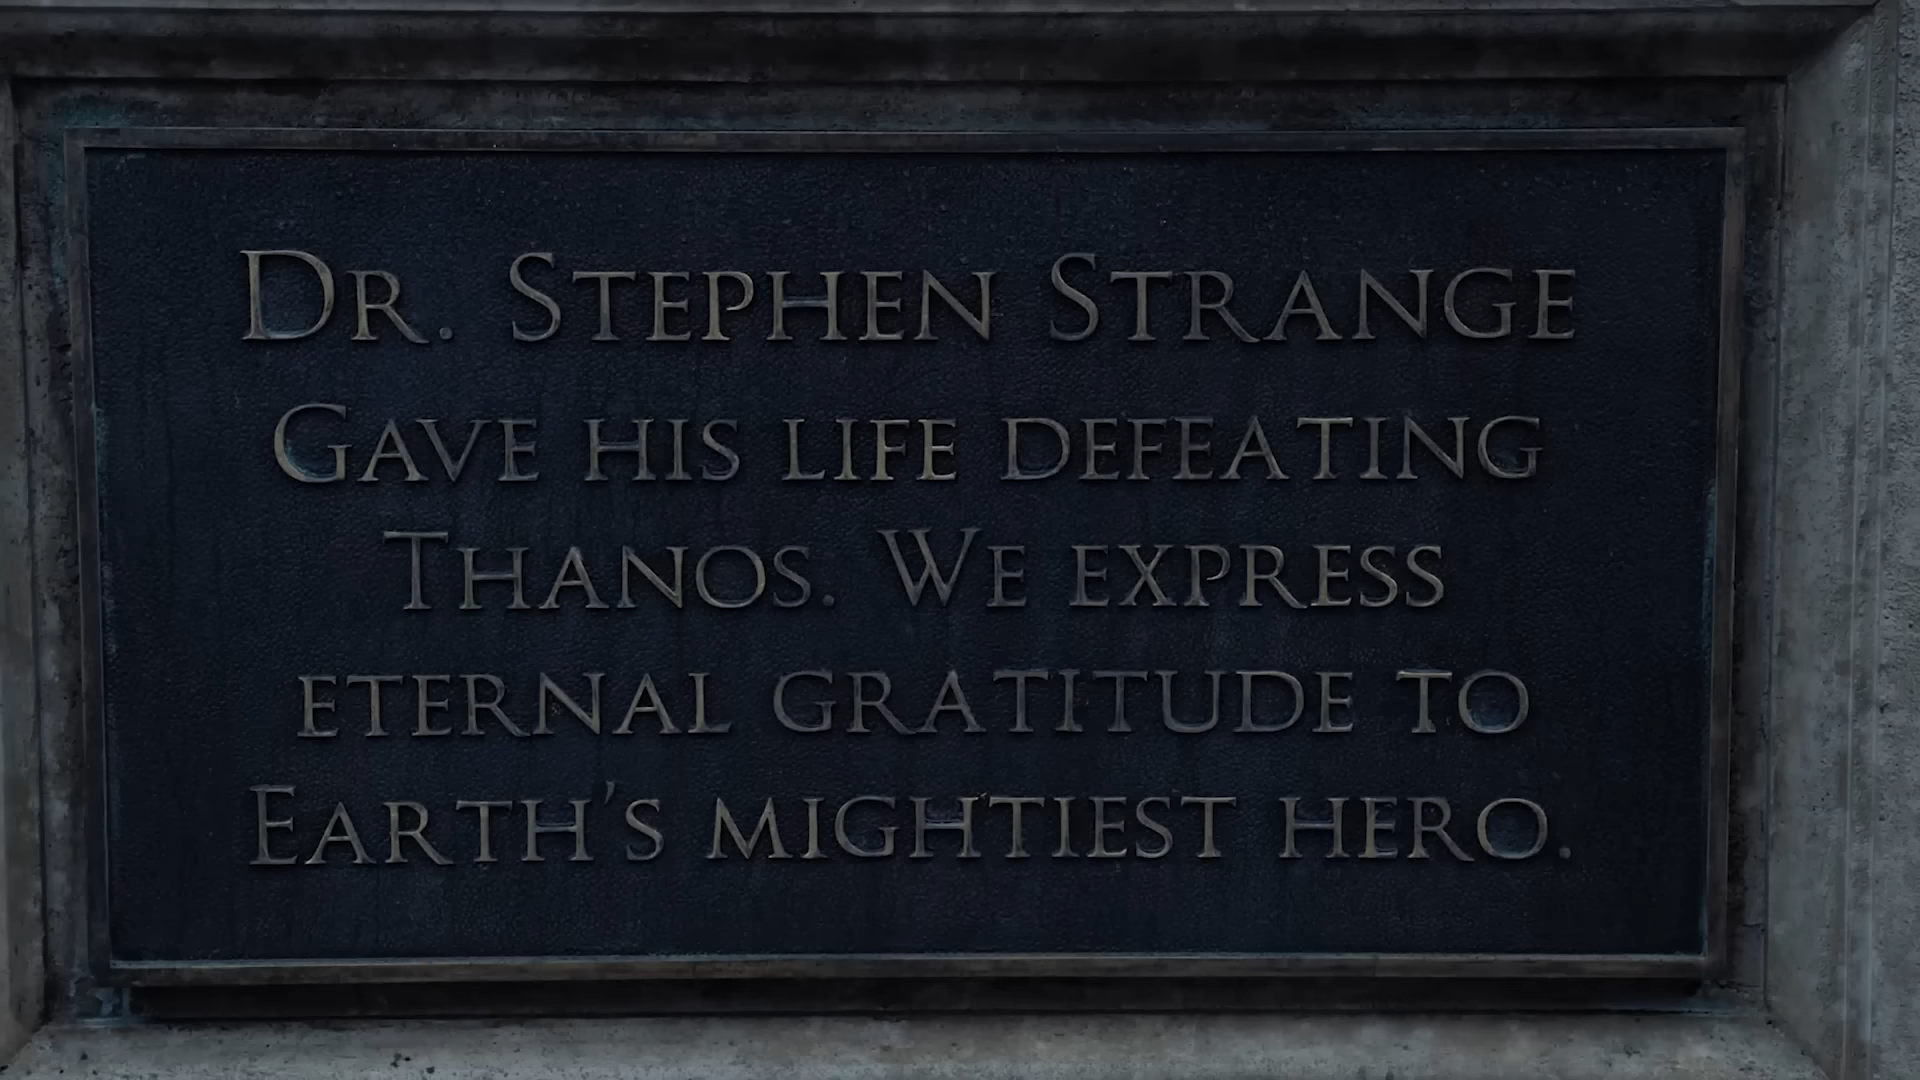 Dr. Stephen Strange
Gave his life defeating
Thanos. We express
eternal gratitude to
Earth's mightiest hero.